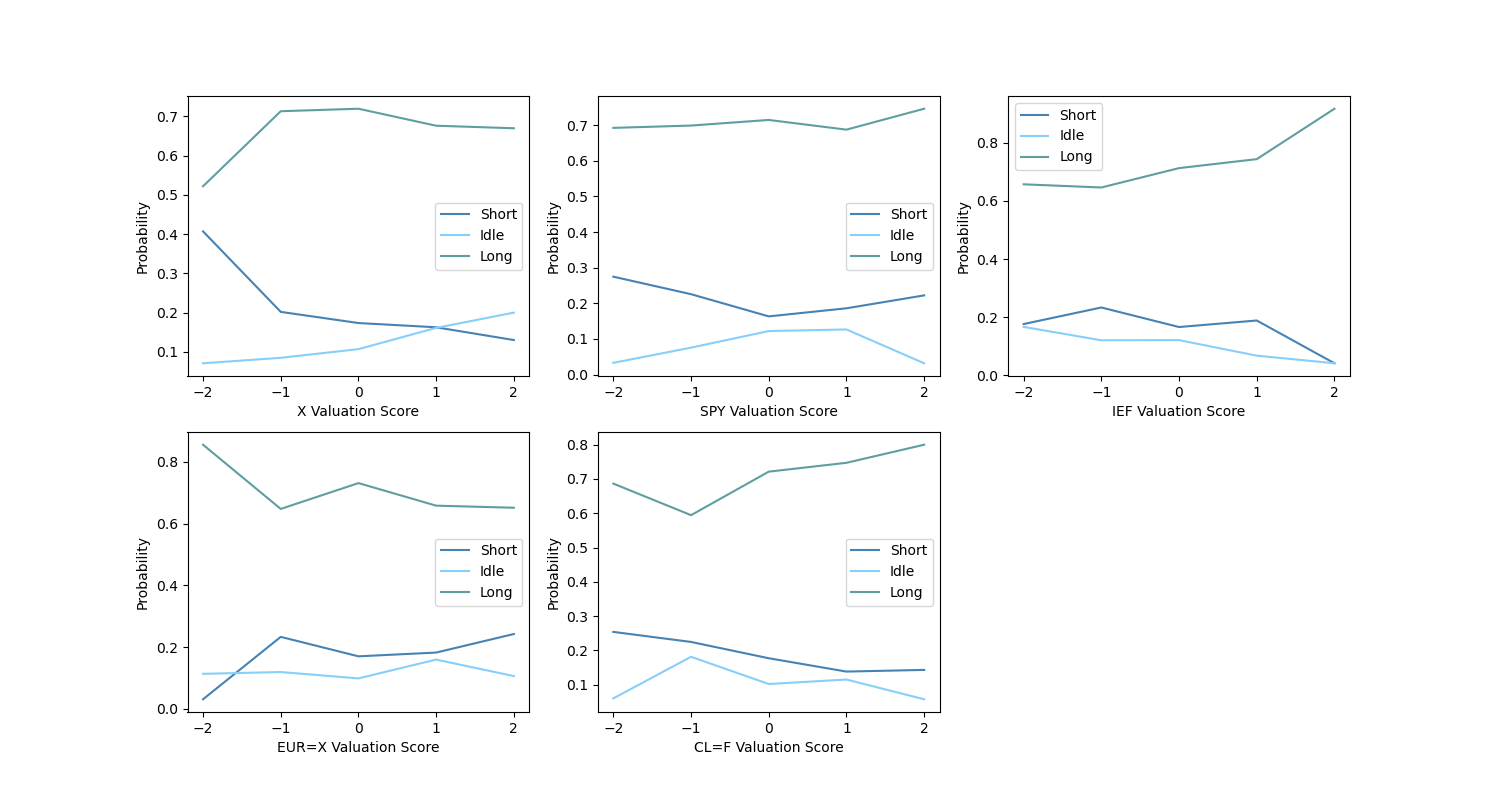 0.7
0.6
0.5
0.4
0.3
0.2
0.1
Probability
−2 −1 0 1 2
X Valuation Score
Short
Idle
Long
0.7
0.6
0.5
0.4
0.3
0.2
0.1
0.0
Probability
−2 −1 0 1 2
SPY Valuation Score
Short
Idle
Long
0.8
0.6
0.4
0.2
0.0
Probability
−2 −1 0 1 2
IEF Valuation Score
Short
Idle
Long
0.8
0.6
0.4
0.2
0.0
Probability
−2 −1 0 1 2
EUR=X Valuation Score
Short
Idle
Long
0.8
0.7
0.6
0.5
0.4
0.3
0.2
0.1
Probability
−2 −1 0 1 2
CL=F Valuation Score
Short
Idle
Long